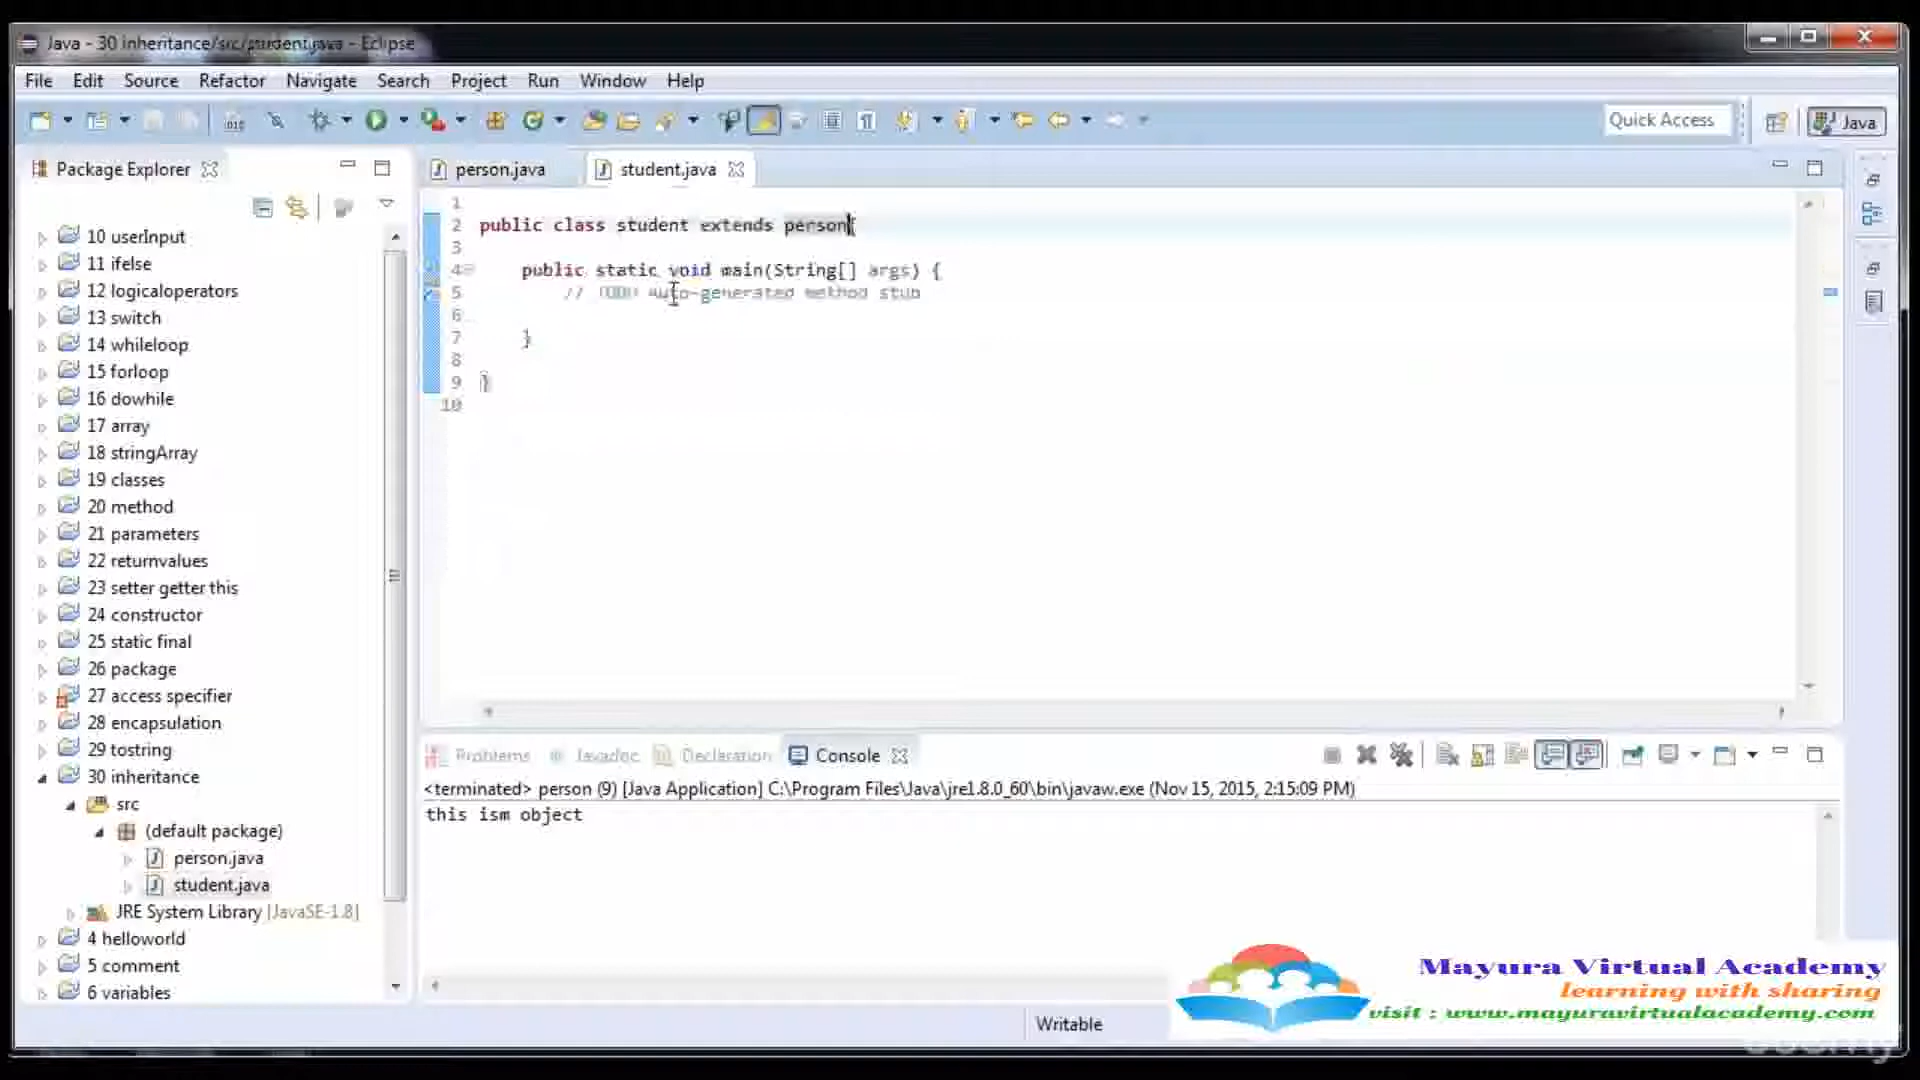 Java - 30 inheritance/src/student.java - Eclipse
File Edit Source Refactor Navigate Search Project Run Window Help
Quick Access
Java
Package Explorer
10 userInput
11 ifelse
12 logicaloperators
13 switch
14 whileloop
15 forloop
16 dowhile
17 array
18 stringArray
19 classes
20 method
21 parameters
22 returnvalues
23 setter getter this
24 constructor
25 static final
26 package
27 access specifier
28 encapsulation
29 tostring
30 inheritance
src
(default package)
person.java
student.java
JRE System Library [JavaSE-1.8]
4 helloworld
5 comment
6 variables
person.java student.java
1
2 public class student extends person{
3
4 public static void main(String[] args) {
5 // TODO Auto-generated method stub
6
7 }
8
9 }
10
Problems Javadoc Declaration Console
<terminated> person (9) [Java Application] C:\Program Files\Java\jre1.8.0_60\bin\javaw.exe (Nov 15, 2015, 2:15:09 PM)
this ism object
Writable
Mayura Virtual Academy
learning with sharing
visit : www.mayuravirtualacademy.com